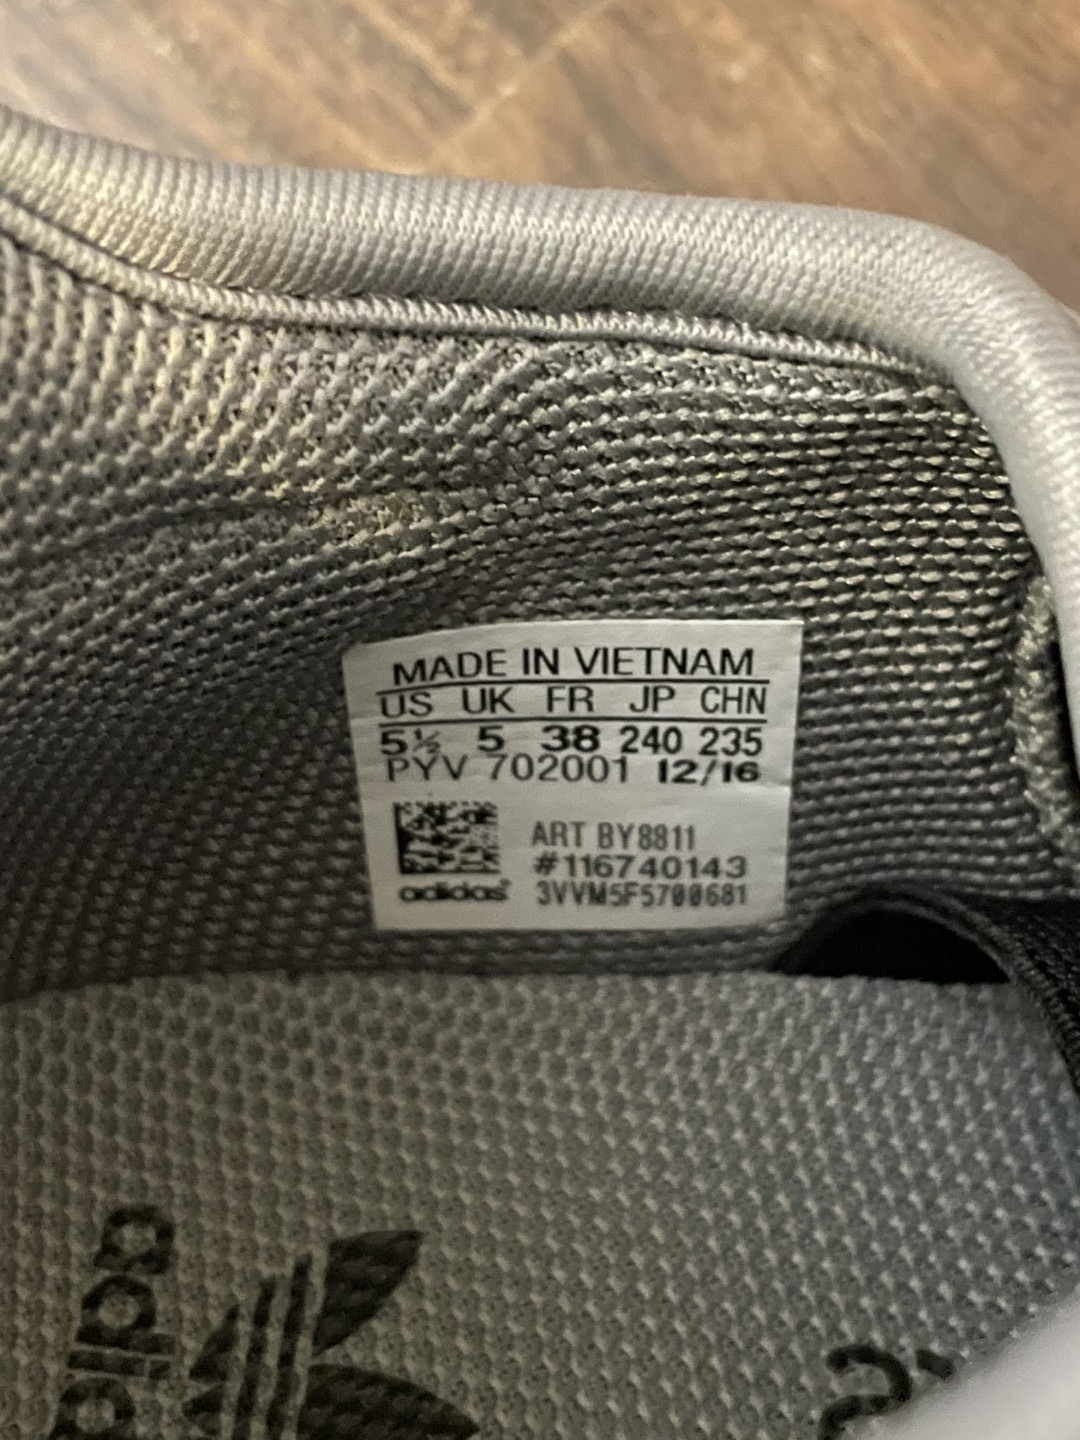 MADE IN VIETNAM
US UK FR JP CHN
5½ 5 38 240 235
PYV 702001 12/16
ART BY8811
#116740143
adidas 3VVM5F5700681
adidas